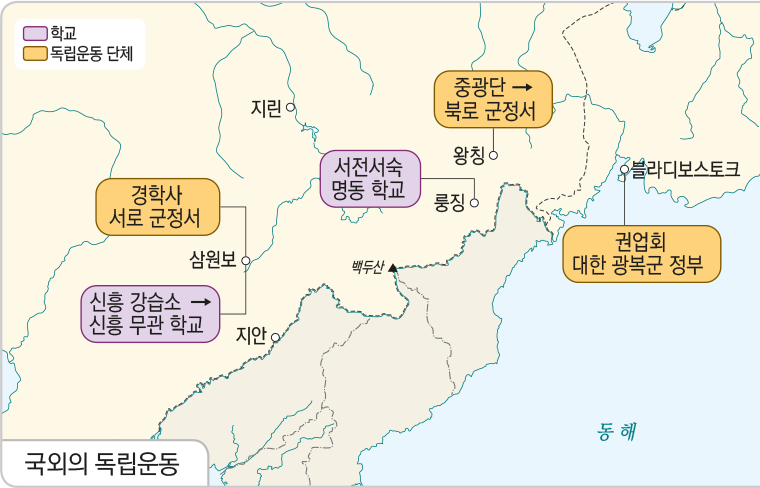 학교
독립운동 단체
중광단 →
북로 군정서
지린
왕칭
서전서숙
명동 학교
블라디보스토크
룽징
경학사
서로 군정서
권업회
대한 광복군 정부
삼원보
백두산
신흥 강습소 →
신흥 무관 학교
지안
동해
국외의 독립운동